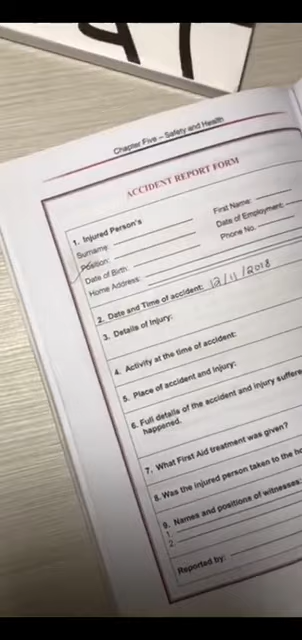 Chapter Five - Safety and Health
ACCIDENT REPORT FORM
1. Injured Person's
Surname:
First Name:
Position:
Date of Employment:
Date of Birth:
Phone No.
Home Address:
2. Date and Time of accident: 12/11/2018
3. Details of Injury:
4. Activity at the time of accident:
5. Place of accident and injury:
6. Full details of the accident and injury
happened.
7. What First Aid treatment was given?
8. Was the injured person taken to the
9. Names and positions of witnesses:
1.
2.
Reported by: